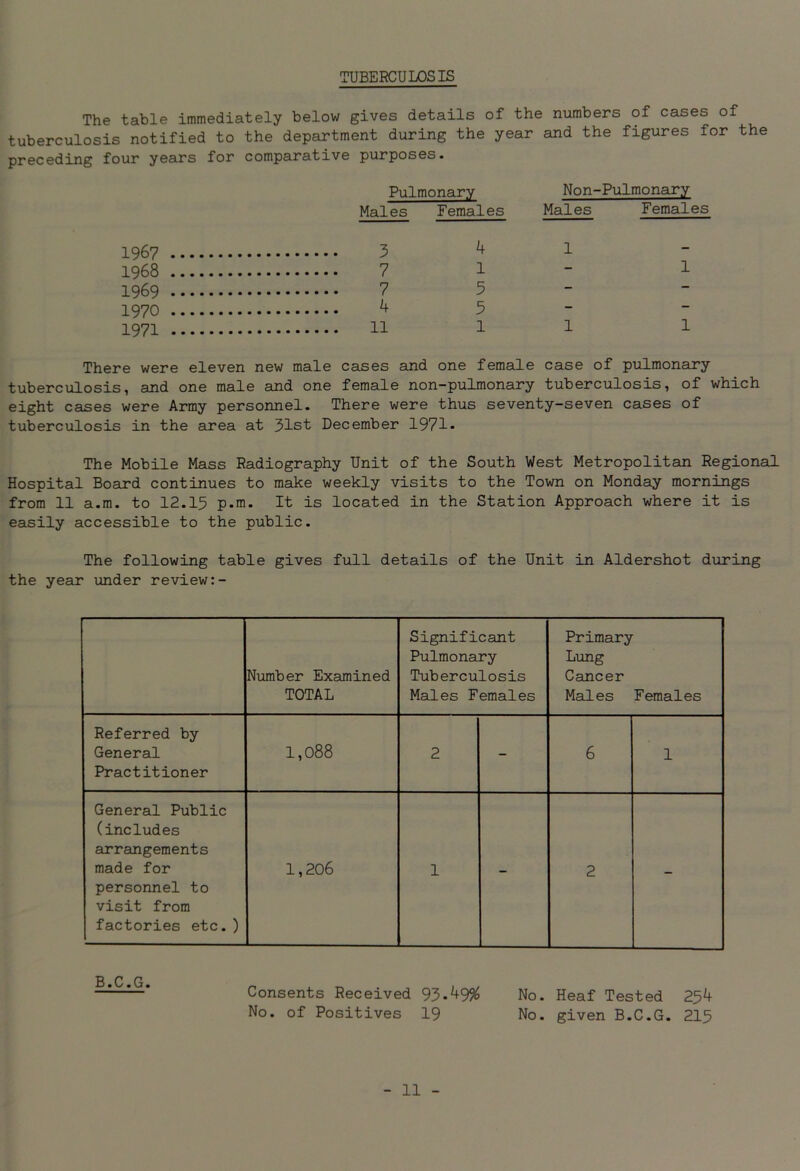 TUBERCULOSIS
The table immediately below gives details of the numbers of cases of
tuberculosis notified to the department during the year and the figures for the
preceding four years for comparative purposes.
Pulmonary Non-Pulmonary
Males Females Males Females
1967 .................. 3 4 1 -
1968 .................. 7 1 - 1
1969 .................. 7 5 - -
1970 .................. 4 5 - -
1971 .................. 11 1 1 1
There were eleven new male cases and one female case of pulmonary
tuberculosis, and one male and one female non-pulmonary tuberculosis, of which
eight cases were Army personnel. There were thus seventy-seven cases of
tuberculosis in the area at 31st December 1971.
The Mobile Mass Radiography Unit of the South West Metropolitan Regional
Hospital Board continues to make weekly visits to the Town on Monday mornings
from 11 a.m. to 12.15 p.m. It is located in the Station Approach where it is
easily accessible to the public.
The following table gives full details of the Unit in Aldershot during
the year under review:-
Number Examined
TOTAL
Significant
Pulmonary
Tuberculosis
Males Females
Primary
Lung
Cancer
Males Females
Referred by
General
Practitioner
1,088 2 - 6 1
General Public
(includes
arrangements
made for
personnel to
visit from
factories etc. )
1,206 1 - 2 -
B.C.G.
Consents Received 93.49% No. Heaf Tested 254
No. of Positives 19 No. given B.C.G. 215
- 11 -